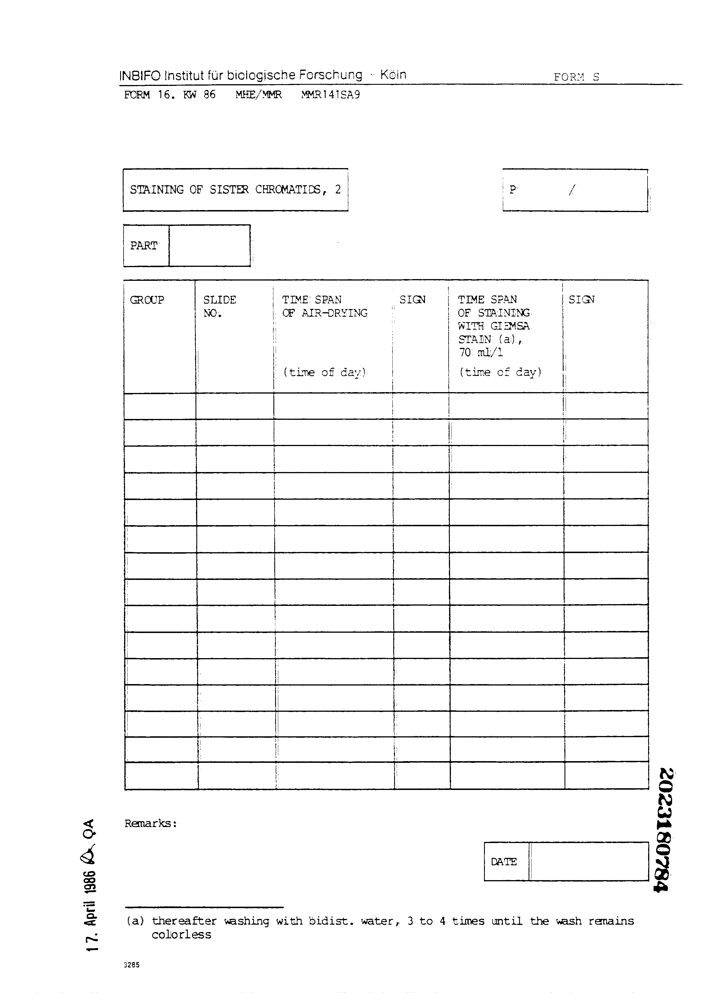 INBIFO Institut für biologische Forschung - Köln
FORM S
FORM 16. KW 86 MHE/MMR MMR141SA9
STAINING OF SISTER CHROMATIDS, 2
P /
PART
GROUP
SLIDE
NO.
TIME SPAN
OF AIR-DRYING
(time of day)
SIGN
TIME SPAN
OF STAINING
WITH GIEMSA
STAIN (a),
70 ml/l
(time of day)
SIGN
Remarks:
DATE
(a) thereafter washing with bidist. water, 3 to 4 times until the wash remains
colorless
3285
17. April 1986 QA
2023180784